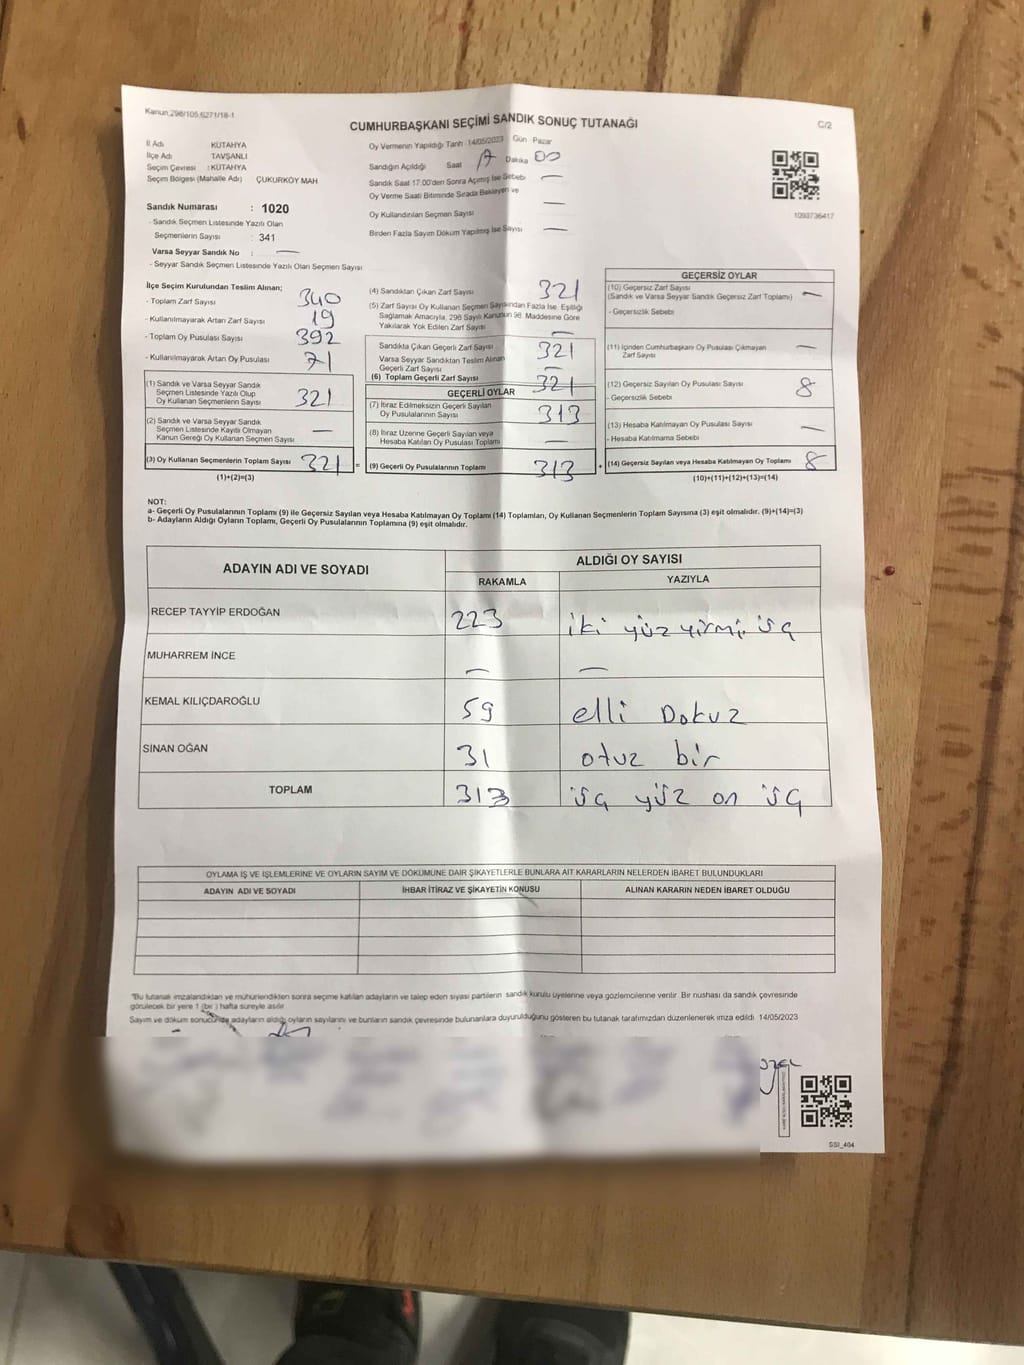 Kanun_298/105,6271/18-1
CUMHURBAŞKANI SEÇİMİ SANDIK SONUÇ TUTANAĞI
C/2
İl Adı KÜTAHYA
İlçe Adı TAVŞANLI
Seçim Çevresi : KÜTAHYA
Seçim Bölgesi (Mahalle Adı) ÇUKURKÖY MAH
Oy Vermenin Yapıldığı Tarih 14/05/2023 Gün Pazar
Sandığın Açıldığı Saat 17 Dakika 00
Sandık Saat 17:00'den Sonra Açımış İse Sebebi —
Oy Verme Saati Bitiminde Sırada Bekleyen ve
Oy Kullandırılan Seçmen Sayısı —
Birden Fazla Sayım Döküm Yapılmış İse Sayısı —
1093736417
Sandık Numarası : 1020
- Sandık Seçmen Listesinde Yazılı Olan
Seçmenlerin Sayısı : 341
Varsa Seyyar Sandık No : —
- Seyyar Sandık Seçmen Listesinde Yazılı Olan Seçmen Sayısı
İlçe Seçim Kurulundan Teslim Alınan;
- Toplam Zarf Sayısı 340
- Kullanılmayarak Artan Zarf Sayısı 19
- Toplam Oy Pusulası Sayısı 392
- Kullanılmayarak Artan Oy Pusulası 71
(1) Sandık ve Varsa Seyyar Sandık
Seçmen Listesinde Yazılı Olup
Oy Kullanan Seçmenlerin Sayısı 321
(2) Sandık ve Varsa Seyyar Sandık
Seçmen Listesinde Kayıtlı Olmayan
Kanun Gereği Oy Kullanan Seçmen Sayısı —
(3) Oy Kullanan Seçmenlerin Toplam Sayısı 321 =
(1)+(2)=(3)
(4) Sandıktan Çıkan Zarf Sayısı 321
(5) Zarf Sayısı Oy Kullanan Seçmen Sayısından Fazla İse, Eşitliği
Sağlamak Amacıyla, 298 Sayılı Kanunun 98. Maddesine Göre
Yakılarak Yok Edilen Zarf Sayısı —
Sandıkta Çıkan Geçerli Zarf Sayısı 321
Varsa Seyyar Sandıktan Teslim Alınan
Geçerli Zarf Sayısı —
(6) Toplam Geçerli Zarf Sayısı 321
GEÇERLİ OYLAR
(7) İtiraz Edilmeksizin Geçerli Sayılan
Oy Pusulalarının Sayısı 313
(8) İtiraz Üzerine Geçerli Sayılan veya
Hesaba Katılan Oy Pusulası Toplamı —
(9) Geçerli Oy Pusulalarının Toplamı 313 +
GEÇERSİZ OYLAR
(10) Geçersiz Zarf Sayısı
(Sandık ve Varsa Seyyar Sandık Geçersiz Zarf Toplamı) —
- Geçersizlik Sebebi
(11) İçinden Cumhurbaşkanı Oy Pusulası Çıkmayan
Zarf Sayısı —
(12) Geçersiz Sayılan Oy Pusulası Sayısı 8
- Geçersizlik Sebebi
(13) Hesaba Katılmayan Oy Pusulası Sayısı —
- Hesaba Katılmama Sebebi
(14) Geçersiz Sayılan veya Hesaba Katılmayan Oy Toplamı 8
(10)+(11)+(12)+(13)=(14)
NOT:
a- Geçerli Oy Pusulalarının Toplamı (9) ile Geçersiz Sayılan veya Hesaba Katılmayan Oy Toplamı (14) Toplamları, Oy Kullanan Seçmenlerin Toplam Sayısına (3) eşit olmalıdır. (9)+(14)=(3)
b- Adayların Aldığı Oyların Toplamı, Geçerli Oy Pusulalarının Toplamına (9) eşit olmalıdır.
ADAYIN ADI VE SOYADI
ALDIĞI OY SAYISI
RAKAMLA YAZIYLA
RECEP TAYYİP ERDOĞAN 223 iki yüz yirmi üç
MUHARREM İNCE — —
KEMAL KILIÇDAROĞLU 59 elli Dokuz
SİNAN OĞAN 31 otuz bir
TOPLAM 313 üç yüz on üç
OYLAMA İŞ VE İŞLEMLERİNE VE OYLARIN SAYIM VE DÖKÜMÜNE DAİR ŞİKAYETLERLE BUNLARA AİT KARARLARIN NELERDEN İBARET BULUNDUKLARI
ADAYIN ADI VE SOYADI İHBAR İTİRAZ VE ŞİKAYETİN KONUSU ALINAN KARARIN NEDEN İBARET OLDUĞU
*Bu tutanak imzalandıktan ve mühürlendikten sonra seçime katılan adayların ve talep eden siyasi partilerin sandık kurulu üyelerine veya gözlemcilerine verilir. Bir nushası da sandık çevresinde
görülecek bir yere 1 (bir) hafta süreyle asılır.
Sayım ve döküm sonucunda adayların aldığı oyların sayılarını ve bunların sandık çevresinde bulunanlara duyurulduğunu gösteren bu tutanak tarafımızdan düzenlenerek imza edildi 14/05/2023
SSI_404